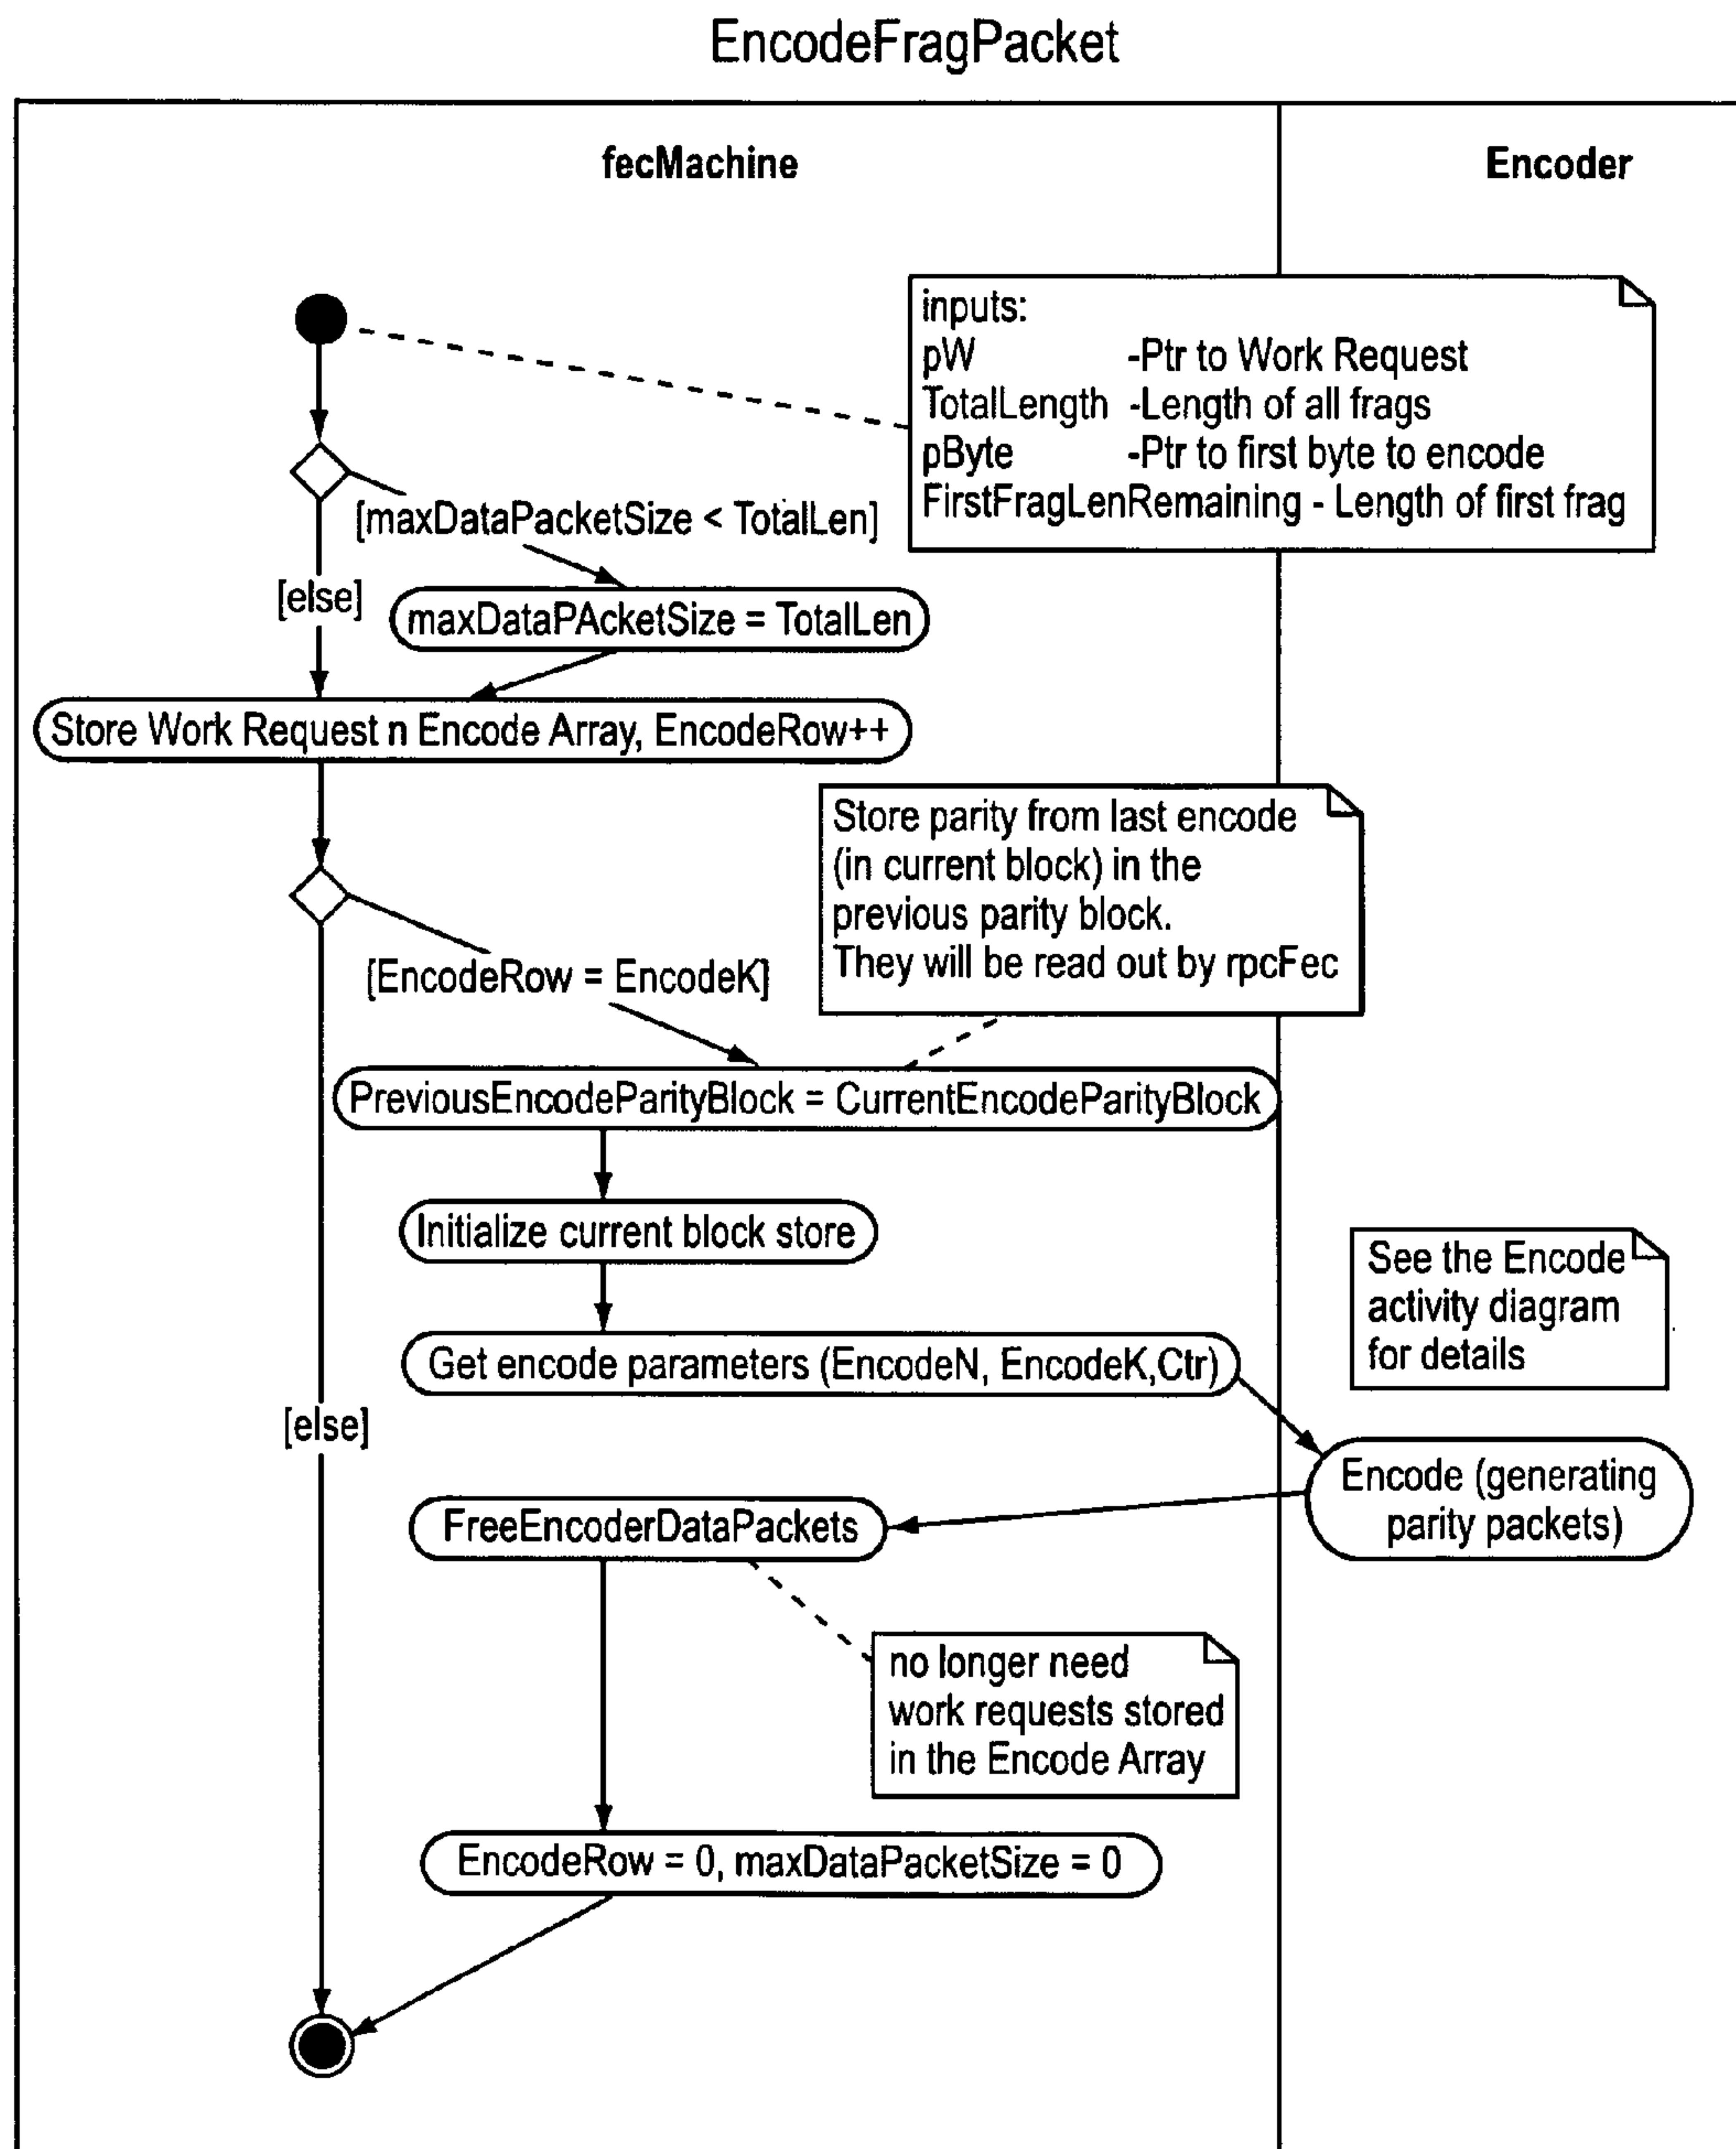 EncodeFragPacket
fecMachine
Encoder
inputs:
pW -Ptr to Work Request
TotalLength -Length of all frags
pByte -Ptr to first byte to encode
FirstFragLenRemaining - Length of first frag
[maxDataPacketSize < TotalLen]
[else]
maxDataPAcketSize = TotalLen
Store Work Request n Encode Array, EncodeRow++
Store parity from last encode
(in current block) in the
previous parity block.
They will be read out by rpcFec
[EncodeRow = EncodeK]
PreviousEncodeParityBlock = CurrentEncodeParityBlock
Initialize current block store
See the Encode
activity diagram
for details
Get encode parameters (EncodeN, EncodeK,Ctr)
[else]
Encode (generating
parity packets)
FreeEncoderDataPackets
no longer need
work requests stored
in the Encode Array
EncodeRow = 0, maxDataPacketSize = 0